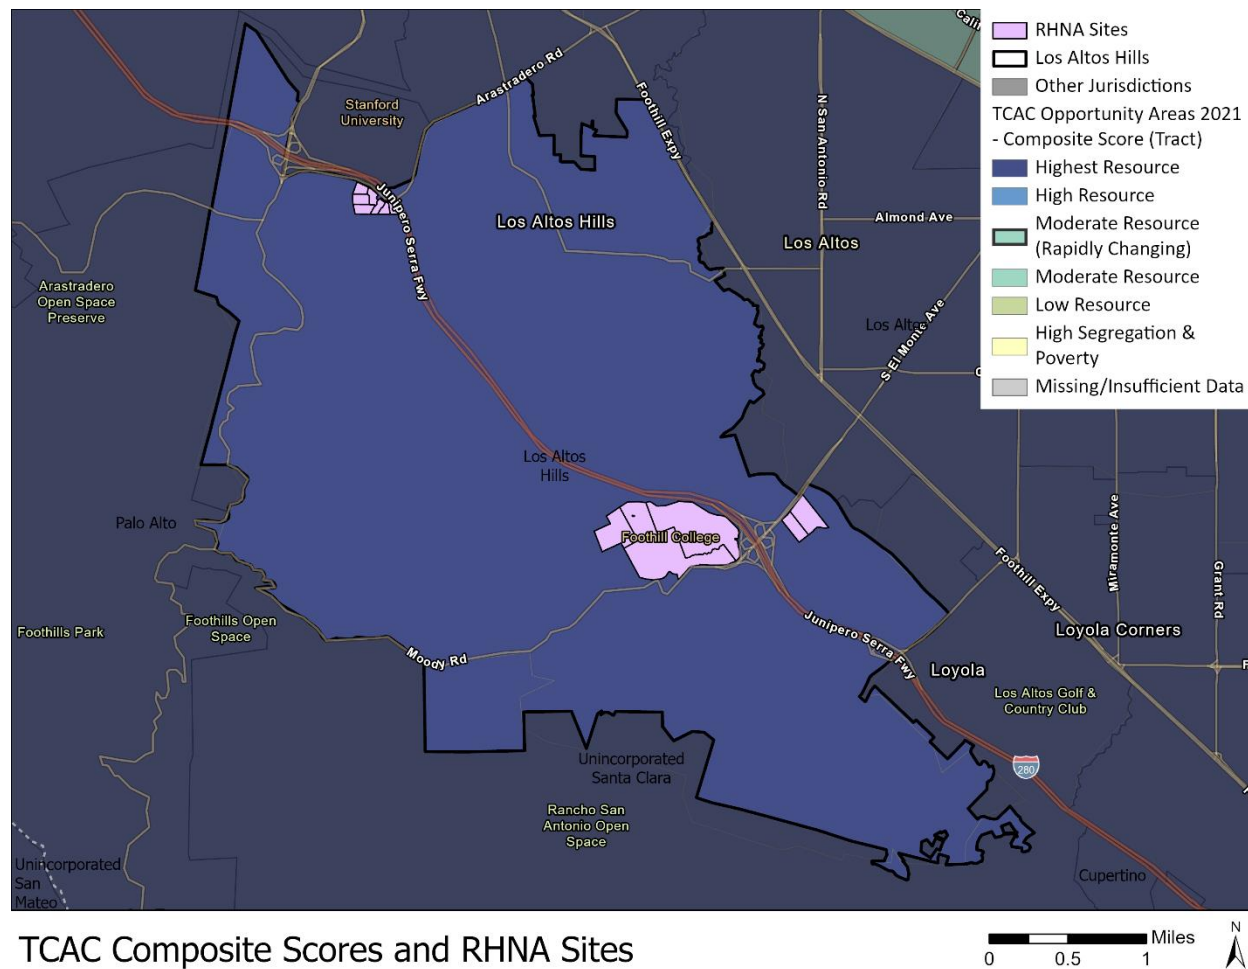 RHNA Sites
Los Altos Hills
Other Jurisdictions
TCAC Opportunity Areas 2021
- Composite Score (Tract)
Highest Resource
High Resource
Moderate Resource
(Rapidly Changing)
Moderate Resource
Low Resource
High Segregation &
Poverty
Missing/Insufficient Data
Stanford
University
Arastradero Rd
Foothill Expy
N San Antonio Rd
Almond Ave
Junipero Serra Fwy
Los Altos Hills
Los Altos
Arastradero
Open Space
Preserve
Los Altos
S El Monte Ave
Los Altos
Hills
Palo Alto
Foothill College
Foothills Park
Foothills Open
Space
Moody Rd
Junipero Serra Fwy
Foothill Expy
Miramonte Ave
Grant Rd
Loyola Corners
Loyola
Los Altos Golf &
Country Club
Unincorporated
Santa Clara
280
Rancho San
Antonio Open
Space
Unincorporated
San
Mateo
Cupertino
TCAC Composite Scores and RHNA Sites
Miles
0 0.5 1
N